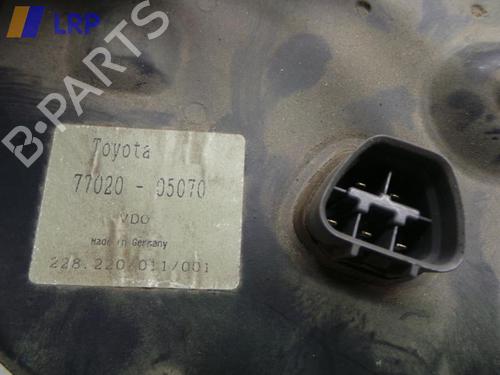 LRP
B-PARTS
Toyota
77020 - 05070
VDO
Made in Germany
228.220/011/001